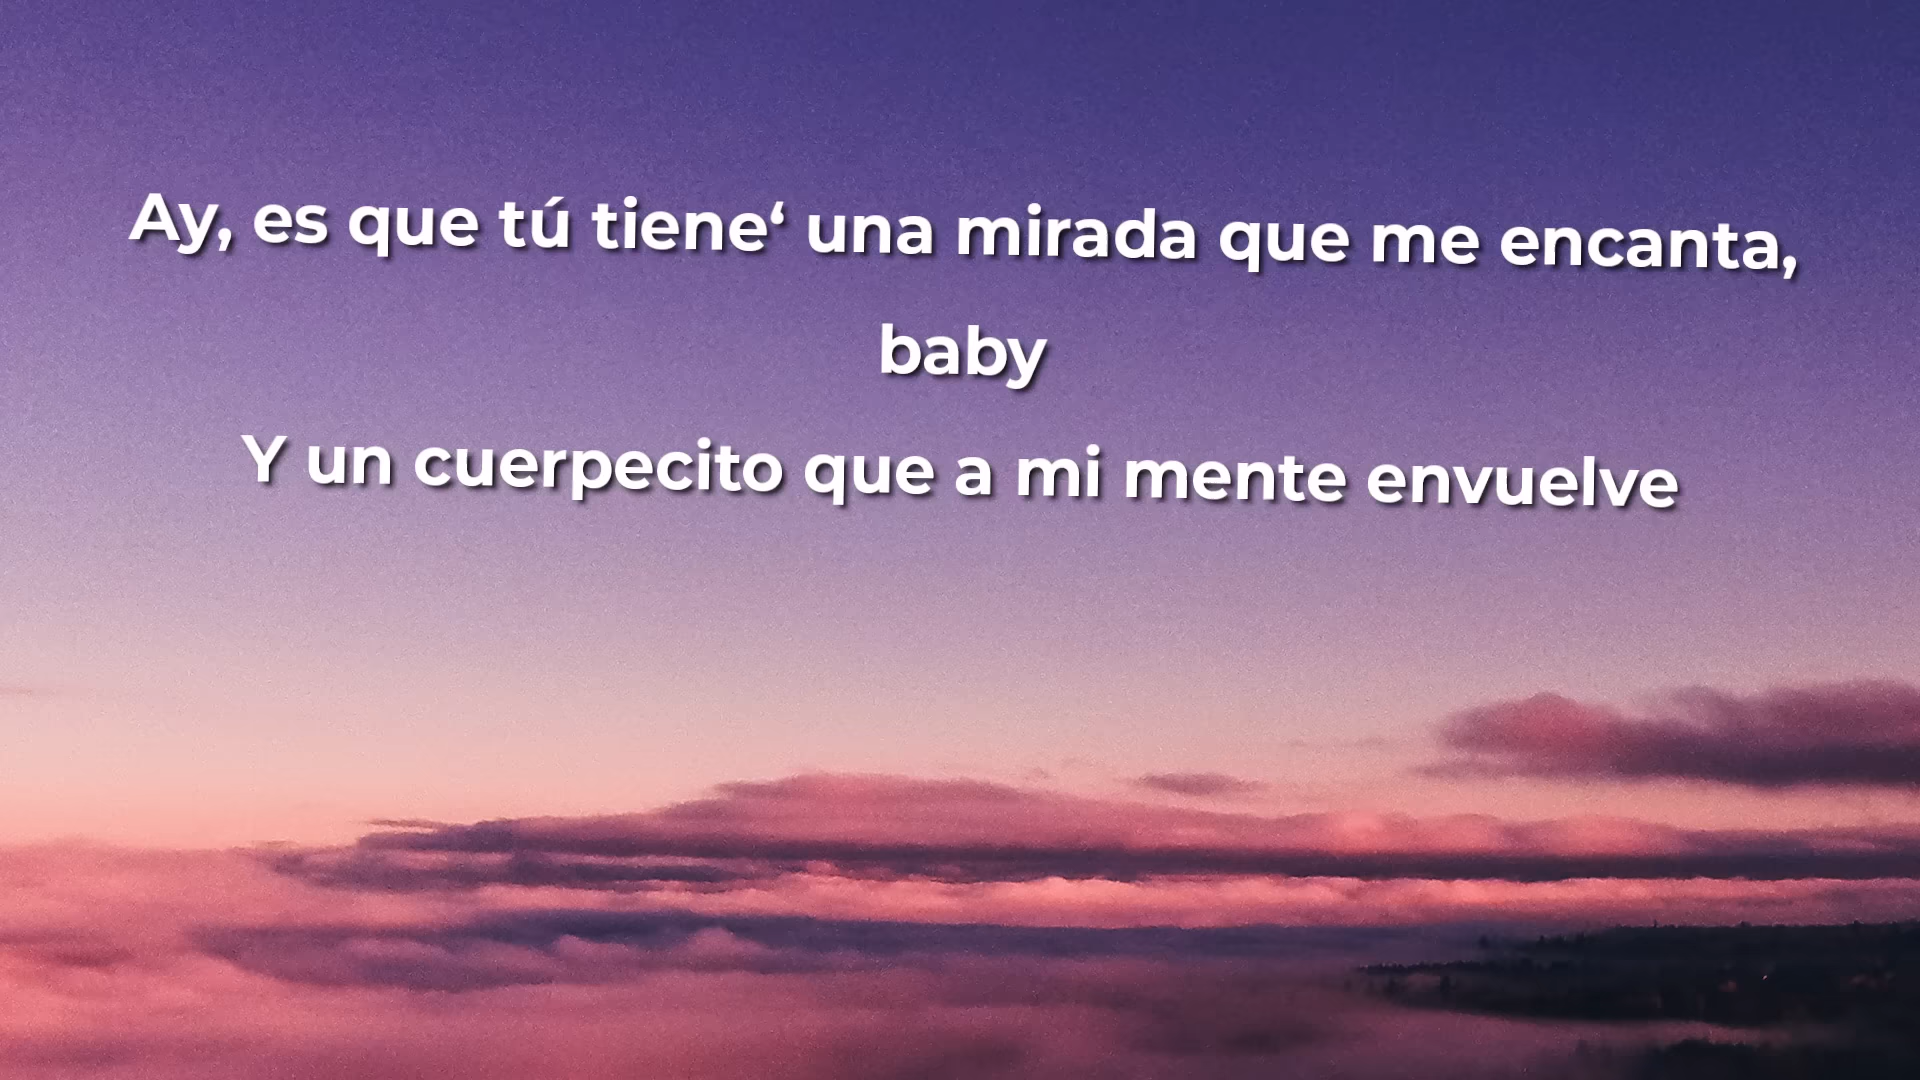 Ay, es que tú tiene‘ una mirada que me encanta,
baby
Y un cuerpecito que a mi mente envuelve